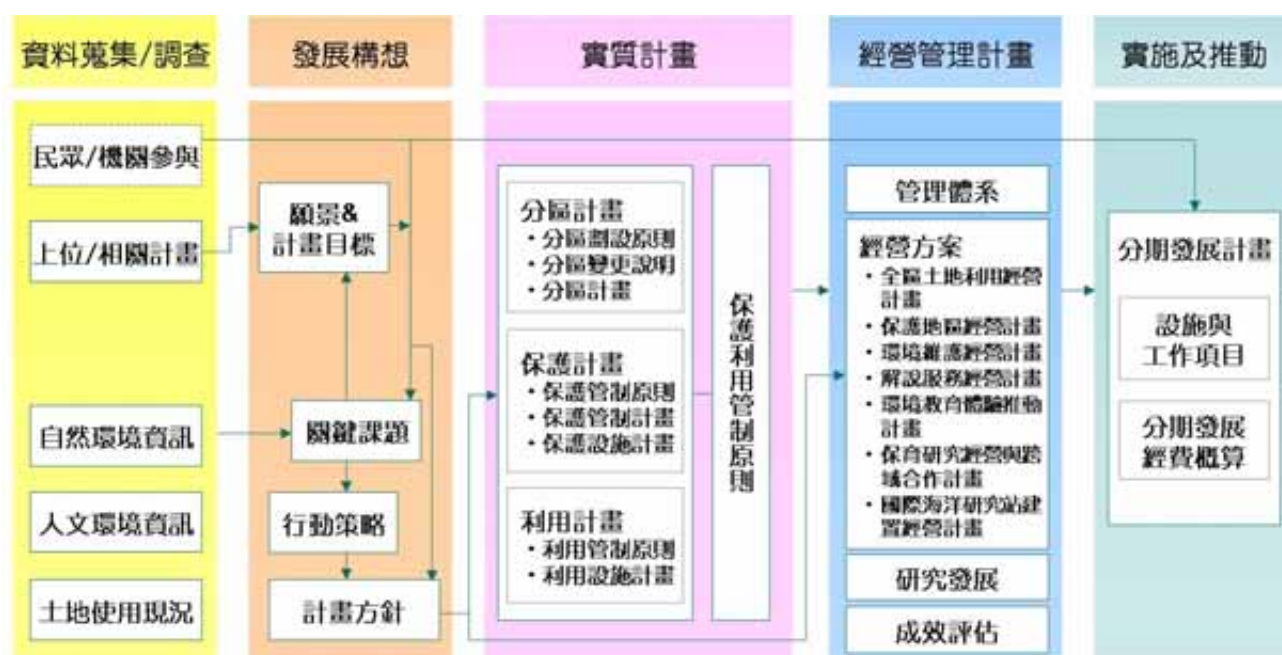 資料蒐集/調查
發展構想
實質計畫
經營管理計畫
實施及推動
民眾/機關參與
上位/相關計畫
自然環境資訊
人文環境資訊
土地使用現況
願景&
計畫目標
關鍵課題
行動策略
計畫方針
分區計畫
・分區劃設原則
・分區變更說明
・分區計畫
保護計畫
・保護管制原則
・保護管制計畫
・保護設施計畫
利用計畫
・利用管制原則
・利用設施計畫
保護利用管制原則
管理體系
經營方案
・全區土地利用經營
計畫
・保護地區經營計畫
・環境維護經營計畫
・解說服務經營計畫
・環境教育體驗推動
計畫
・保育研究經營與跨
域合作計畫
・國際海洋研究站建
置經營計畫
研究發展
成效評估
分期發展計畫
設施與
工作項目
分期發展
經費概算